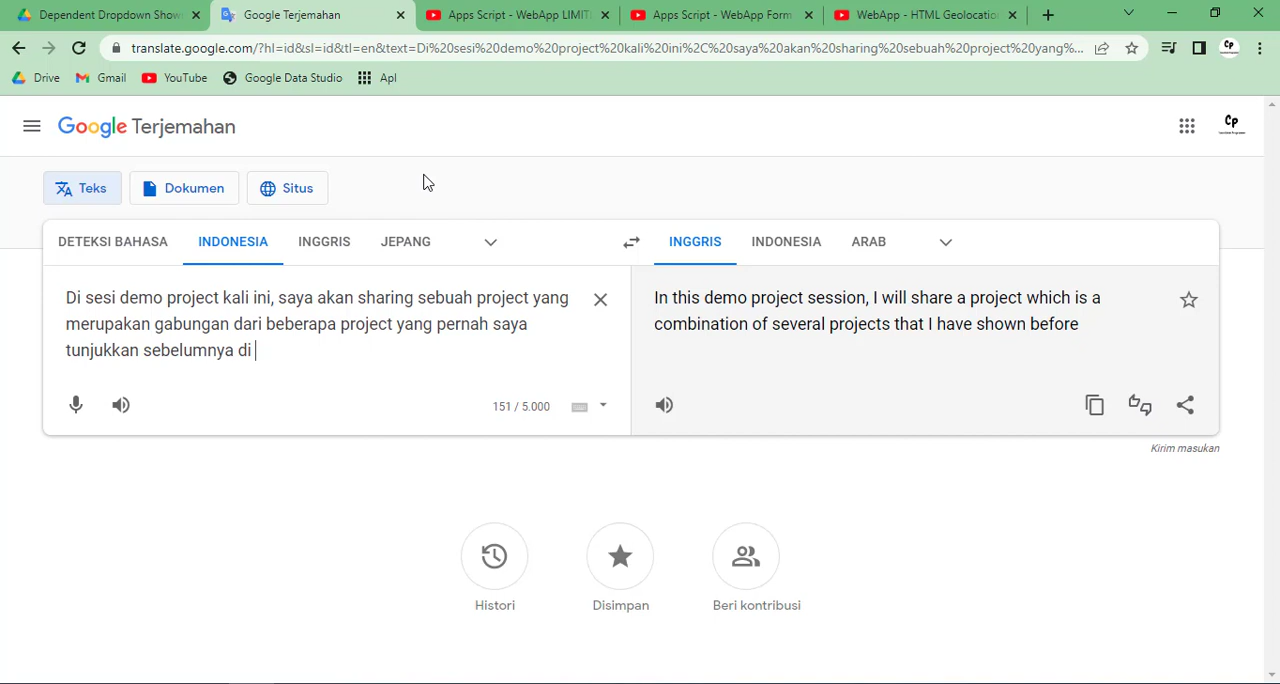 Dependent Dropdown Show
Google Terjemahan
Apps Script - WebApp LIMIT
Apps Script - WebApp Form
WebApp - HTML Geolocation
translate.google.com/?hl=id&sl=id&tl=en&text=Di%20sesi%20demo%20project%20kali%20ini%2C%20saya%20akan%20sharing%20sebuah%20project%20yang%...
Cp
Drive
Gmail
YouTube
Google Data Studio
Apl
Google Terjemahan
Cp
Teks
Dokumen
Situs
DETEKSI BAHASA
INDONESIA
INGGRIS
JEPANG
INGGRIS
INDONESIA
ARAB
Di sesi demo project kali ini, saya akan sharing sebuah project yang
merupakan gabungan dari beberapa project yang pernah saya
tunjukkan sebelumnya di
In this demo project session, I will share a project which is a
combination of several projects that I have shown before
151 / 5.000
Kirim masukan
Histori
Disimpan
Beri kontribusi